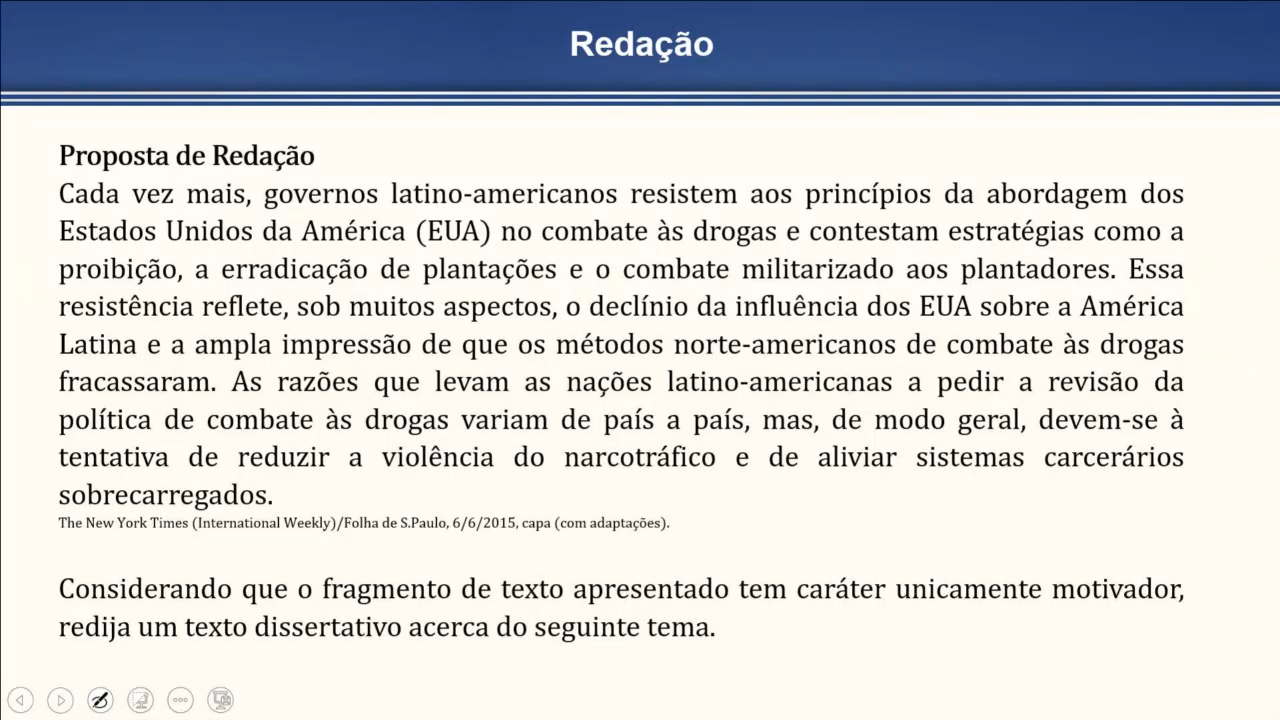 Redação
Proposta de Redação
Cada vez mais, governos latino-americanos resistem aos princípios da abordagem dos
Estados Unidos da América (EUA) no combate às drogas e contestam estratégias como a
proibição, a erradicação de plantações e o combate militarizado aos plantadores. Essa
resistência reflete, sob muitos aspectos, o declínio da influência dos EUA sobre a América
Latina e a ampla impressão de que os métodos norte-americanos de combate às drogas
fracassaram. As razões que levam as nações latino-americanas a pedir a revisão da
política de combate às drogas variam de país a país, mas, de modo geral, devem-se à
tentativa de reduzir a violência do narcotráfico e de aliviar sistemas carcerários
sobrecarregados.
The New York Times (International Weekly)/Folha de S.Paulo, 6/6/2015, capa (com adaptações).
Considerando que o fragmento de texto apresentado tem caráter unicamente motivador,
redija um texto dissertativo acerca do seguinte tema.